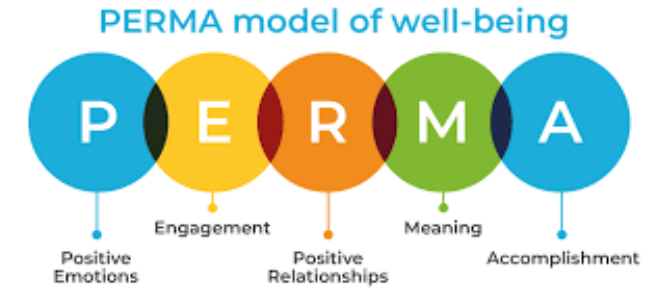 PERMA model of well-being
P E R M A
Positive
Emotions
Engagement
Positive
Relationships
Meaning
Accomplishment